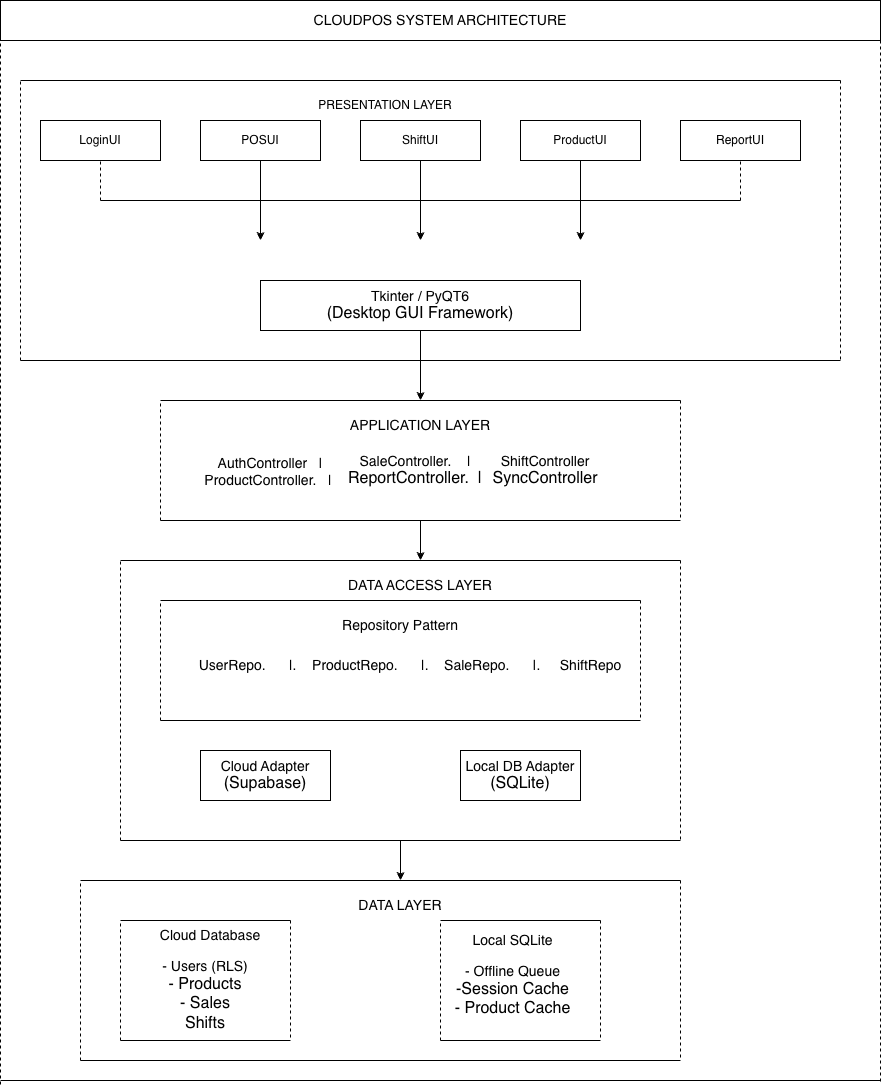 CLOUDPOS SYSTEM ARCHITECTURE
PRESENTATION LAYER
LoginUI
POSUI
ShiftUI
ProductUI
ReportUI
Tkinter / PyQT6
(Desktop GUI Framework)
APPLICATION LAYER
AuthController | SaleController. | ShiftController
ProductController. | ReportController. | SyncController
DATA ACCESS LAYER
Repository Pattern
UserRepo. |. ProductRepo. |. SaleRepo. |. ShiftRepo
Cloud Adapter
(Supabase)
Local DB Adapter
(SQLite)
DATA LAYER
Cloud Database
- Users (RLS)
- Products
- Sales
Shifts
Local SQLite
- Offline Queue
-Session Cache
- Product Cache